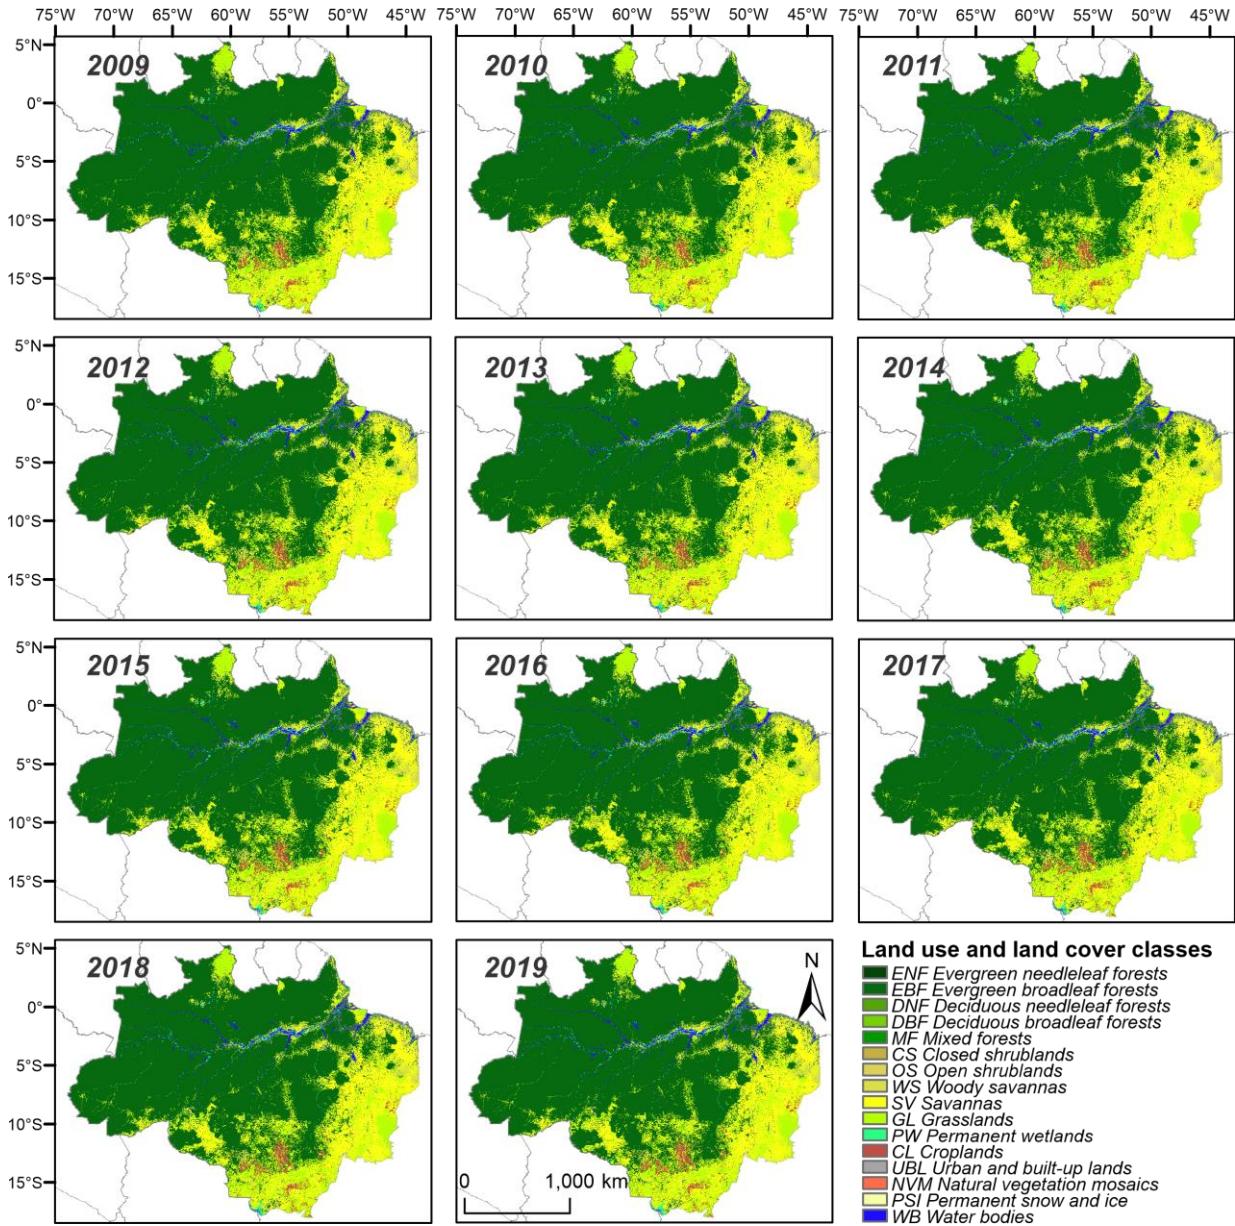 75°W 70°W 65°W 60°W 55°W 50°W 45°W 75°W 70°W 65°W 60°W 55°W 50°W 45°W 75°W 70°W 65°W 60°W 55°W 50°W 45°W
5°N
0°
5°S
10°S
15°S
2009
2010
2011
5°N
0°
5°S
10°S
15°S
2012
2013
2014
5°N
0°
5°S
10°S
15°S
2015
2016
2017
5°N
0°
5°S
10°S
15°S
2018
2019
N
0 1,000 km
Land use and land cover classes
ENF Evergreen needleleaf forests
EBF Evergreen broadleaf forests
DNF Deciduous needleleaf forests
DBF Deciduous broadleaf forests
MF Mixed forests
CS Closed shrublands
OS Open shrublands
WS Woody savannas
SV Savannas
GL Grasslands
PW Permanent wetlands
CL Croplands
UBL Urban and built-up lands
NVM Natural vegetation mosaics
PSI Permanent snow and ice
WB Water bodies